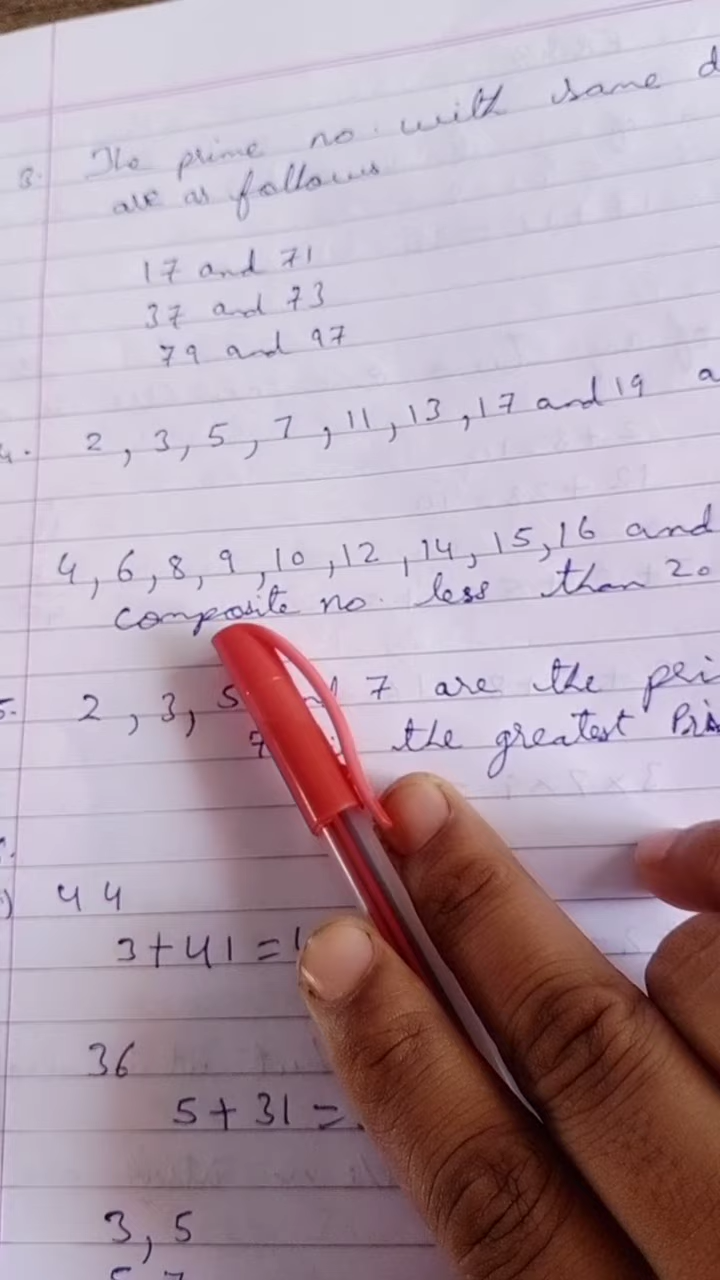 3. The prime no. with same d
are as follows
17 and 71
37 and 73
79 and 97
4. 2, 3, 5, 7, 11, 13, 17 and 19 a
4, 6, 8, 9, 10, 12, 14, 15, 16 and
composite no. less than 20
5. 2, 3, 5 and 7 are the pri
7 the greatest Pri
44
3 + 41 =
36
5 + 31 =
3, 5